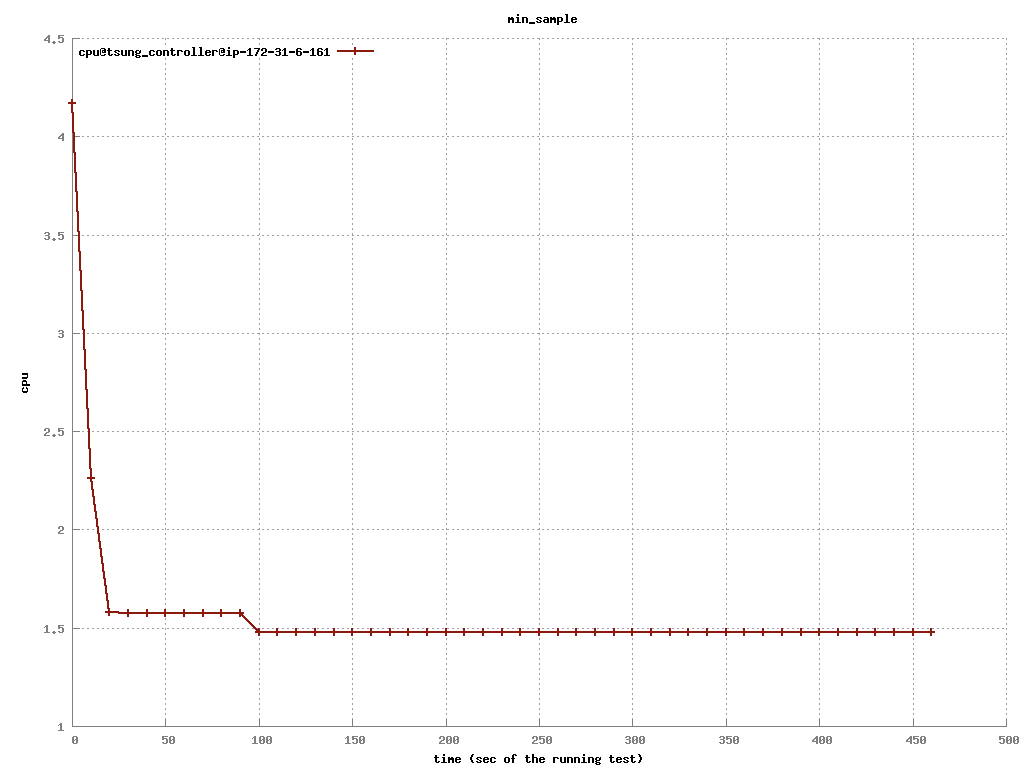 min_sample
cpu@tsung_controller@ip-172-31-6-161
4.5
4
3.5
3
2.5
2
1.5
1
cpu
0 50 100 150 200 250 300 350 400 450 500
time (sec of the running test)